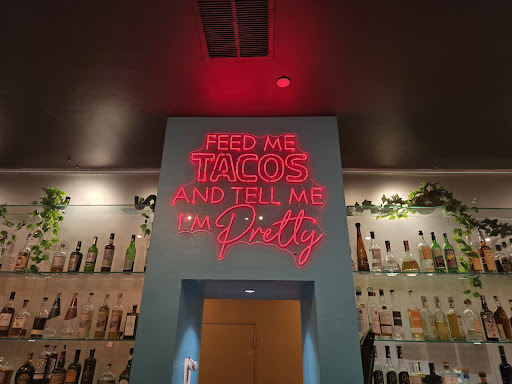 FEED ME
TACOS
AND TELL ME
I'M Pretty